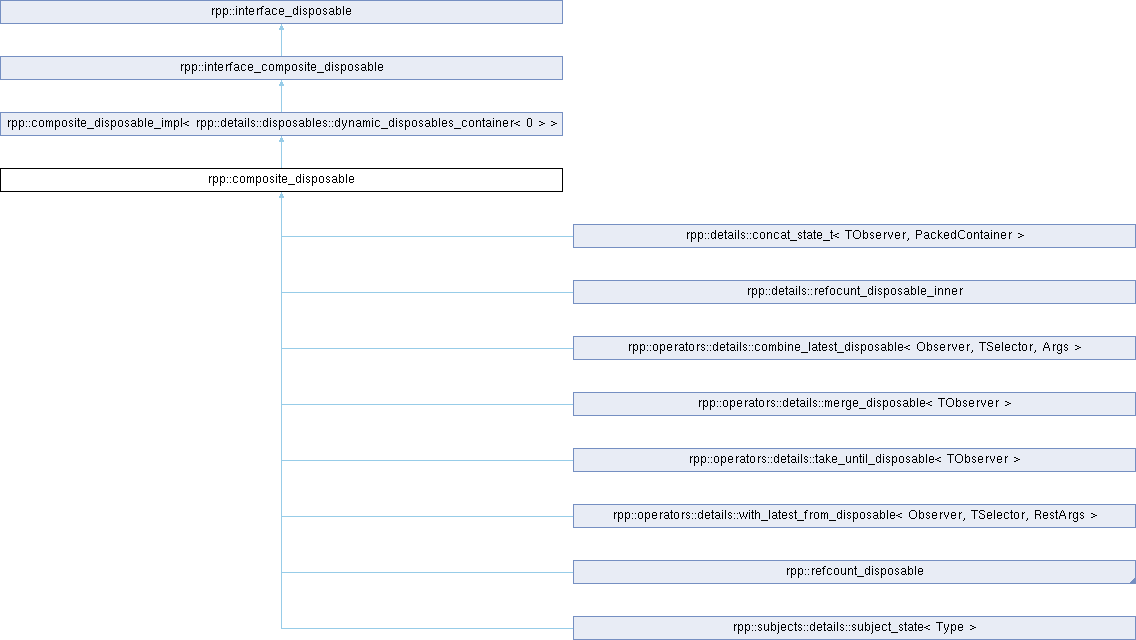 rpp::interface_disposable
rpp::interface_composite_disposable
rpp::composite_disposable_impl< rpp::details::disposables::dynamic_disposables_container< 0 > >
rpp::composite_disposable
rpp::details::concat_state_t< TObserver, PackedContainer >
rpp::details::refocunt_disposable_inner
rpp::operators::details::combine_latest_disposable< Observer, TSelector, Args >
rpp::operators::details::merge_disposable< TObserver >
rpp::operators::details::take_until_disposable< TObserver >
rpp::operators::details::with_latest_from_disposable< Observer, TSelector, RestArgs >
rpp::refcount_disposable
rpp::subjects::details::subject_state< Type >